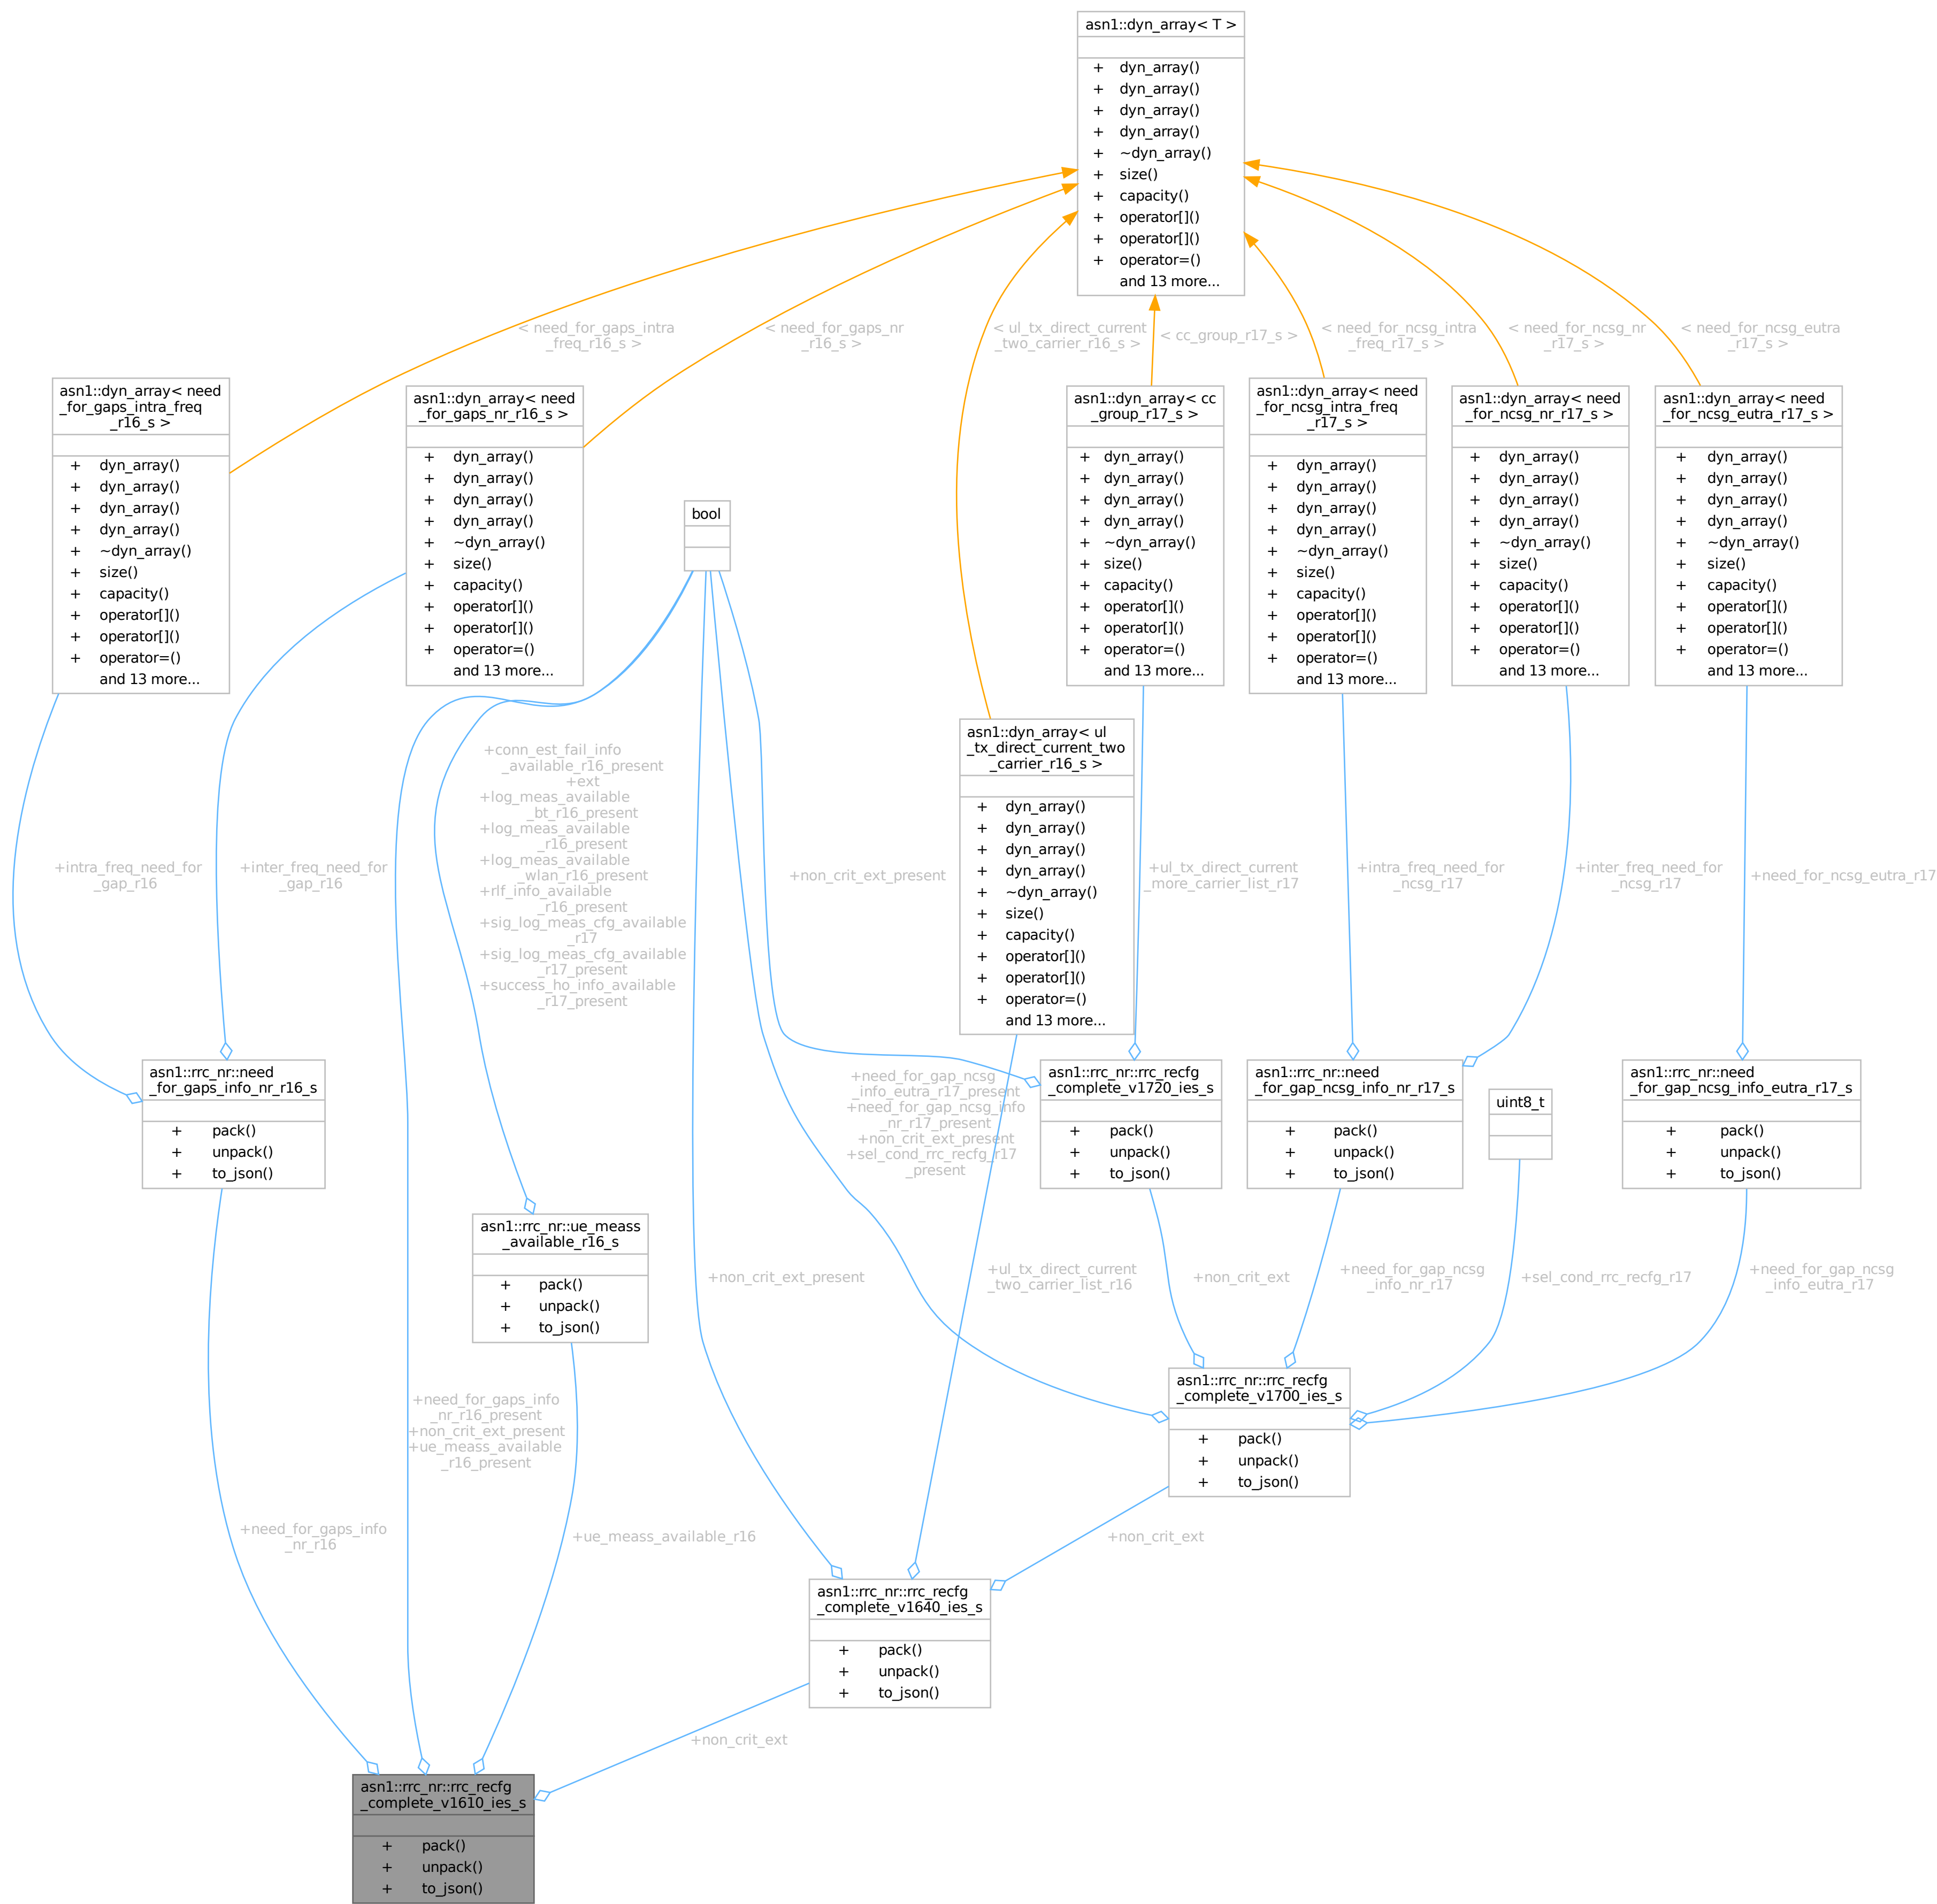 asn1::dyn_array< T >
+ dyn_array()
+ dyn_array()
+ dyn_array()
+ dyn_array()
+ ~dyn_array()
+ size()
+ capacity()
+ operator[]()
+ operator[]()
+ operator=()
and 13 more...
< need_for_gaps_intra
_freq_r16_s >
< need_for_gaps_nr
_r16_s >
< ul_tx_direct_current
_two_carrier_r16_s >
< cc_group_r17_s >
< need_for_ncsg_intra
_freq_r17_s >
< need_for_ncsg_nr
_r17_s >
< need_for_ncsg_eutra
_r17_s >
asn1::dyn_array< need
_for_gaps_intra_freq
_r16_s >
+ dyn_array()
+ dyn_array()
+ dyn_array()
+ dyn_array()
+ ~dyn_array()
+ size()
+ capacity()
+ operator[]()
+ operator[]()
+ operator=()
and 13 more...
asn1::dyn_array< need
_for_gaps_nr_r16_s >
+ dyn_array()
+ dyn_array()
+ dyn_array()
+ dyn_array()
+ ~dyn_array()
+ size()
+ capacity()
+ operator[]()
+ operator[]()
+ operator=()
and 13 more...
bool
asn1::dyn_array< cc
_group_r17_s >
+ dyn_array()
+ dyn_array()
+ dyn_array()
+ dyn_array()
+ ~dyn_array()
+ size()
+ capacity()
+ operator[]()
+ operator[]()
+ operator=()
and 13 more...
asn1::dyn_array< need
_for_ncsg_intra_freq
_r17_s >
+ dyn_array()
+ dyn_array()
+ dyn_array()
+ dyn_array()
+ ~dyn_array()
+ size()
+ capacity()
+ operator[]()
+ operator[]()
+ operator=()
and 13 more...
asn1::dyn_array< need
_for_ncsg_nr_r17_s >
+ dyn_array()
+ dyn_array()
+ dyn_array()
+ dyn_array()
+ ~dyn_array()
+ size()
+ capacity()
+ operator[]()
+ operator[]()
+ operator=()
and 13 more...
asn1::dyn_array< need
_for_ncsg_eutra_r17_s >
+ dyn_array()
+ dyn_array()
+ dyn_array()
+ dyn_array()
+ ~dyn_array()
+ size()
+ capacity()
+ operator[]()
+ operator[]()
+ operator=()
and 13 more...
asn1::dyn_array< ul
_tx_direct_current_two
_carrier_r16_s >
+ dyn_array()
+ dyn_array()
+ dyn_array()
+ dyn_array()
+ ~dyn_array()
+ size()
+ capacity()
+ operator[]()
+ operator[]()
+ operator=()
and 13 more...
+intra_freq_need_for
_gap_r16
+inter_freq_need_for
_gap_r16
+conn_est_fail_info
_available_r16_present
+ext
+log_meas_available
_bt_r16_present
+log_meas_available
_r16_present
+log_meas_available
_wlan_r16_present
+rlf_info_available
_r16_present
+sig_log_meas_cfg_available
_r17
+sig_log_meas_cfg_available
_r17_present
+success_ho_info_available
_r17_present
+non_crit_ext_present
+ul_tx_direct_current
_more_carrier_list_r17
+intra_freq_need_for
_ncsg_r17
+inter_freq_need_for
_ncsg_r17
+need_for_ncsg_eutra_r17
asn1::rrc_nr::need
_for_gaps_info_nr_r16_s
+ pack()
+ unpack()
+ to_json()
+need_for_gap_ncsg
_info_eutra_r17_present
+need_for_gap_ncsg_info
_nr_r17_present
+non_crit_ext_present
+sel_cond_rrc_recfg_r17
_present
asn1::rrc_nr::rrc_recfg
_complete_v1720_ies_s
+ pack()
+ unpack()
+ to_json()
asn1::rrc_nr::need
_for_gap_ncsg_info_nr_r17_s
+ pack()
+ unpack()
+ to_json()
uint8_t
asn1::rrc_nr::need
_for_gap_ncsg_info_eutra_r17_s
+ pack()
+ unpack()
+ to_json()
asn1::rrc_nr::ue_meass
_available_r16_s
+ pack()
+ unpack()
+ to_json()
+non_crit_ext_present
+ul_tx_direct_current
_two_carrier_list_r16
+non_crit_ext
+need_for_gap_ncsg
_info_nr_r17
+sel_cond_rrc_recfg_r17
+need_for_gap_ncsg
_info_eutra_r17
asn1::rrc_nr::rrc_recfg
_complete_v1700_ies_s
+ pack()
+ unpack()
+ to_json()
+need_for_gaps_info
_nr_r16_present
+non_crit_ext_present
+ue_meass_available
_r16_present
+need_for_gaps_info
_nr_r16
+ue_meass_available_r16
+non_crit_ext
asn1::rrc_nr::rrc_recfg
_complete_v1640_ies_s
+ pack()
+ unpack()
+ to_json()
+non_crit_ext
asn1::rrc_nr::rrc_recfg
_complete_v1610_ies_s
+ pack()
+ unpack()
+ to_json()